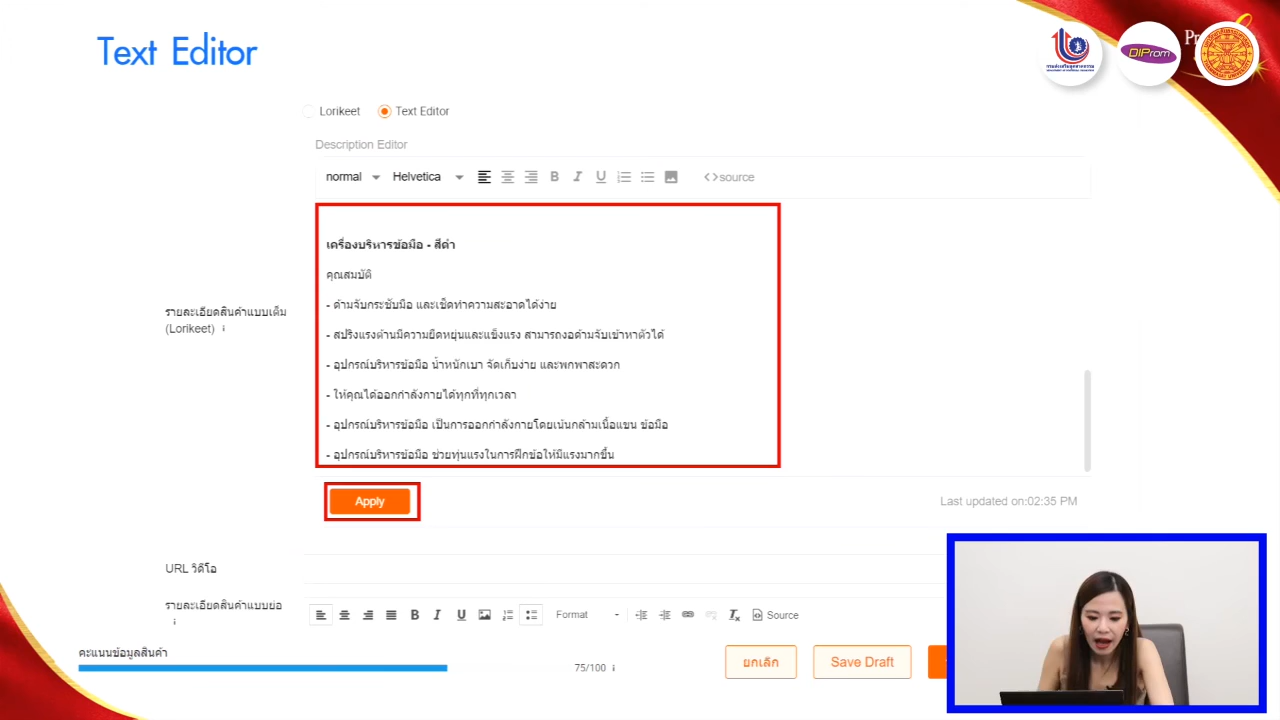 Text Editor
DIProm
Lorikeet
Text Editor
Description Editor
normal
Helvetica
B I U
<>source
เครื่องบริหารข้อมือ - สีดำ
คุณสมบัติ
- ด้ามจับกระชับมือ และเช็ดทำความสะอาดได้ง่าย
- สปริงแรงต้านมีความยืดหยุ่นและแข็งแรง สามารถงอด้ามจับเข้าหาตัวได้
- อุปกรณ์บริหารข้อมือ น้ำหนักเบา จัดเก็บง่าย และพกพาสะดวก
- ให้คุณได้ออกกำลังกายได้ทุกที่ทุกเวลา
- อุปกรณ์บริหารข้อมือ เป็นการออกกำลังกายโดยเน้นกล้ามเนื้อแขน ข้อมือ
- อุปกรณ์บริหารข้อมือ ช่วยทุ่นแรงในการฝึกข้อให้มีแรงมากขึ้น
รายละเอียดสินค้าแบบเต็ม
(Lorikeet) i
Apply
Last updated on:02:35 PM
URL วิดีโอ
รายละเอียดสินค้าแบบย่อ
i
B I U
Format
Source
คะแนนข้อมูลสินค้า
75/100 i
ยกเลิก
Save Draft